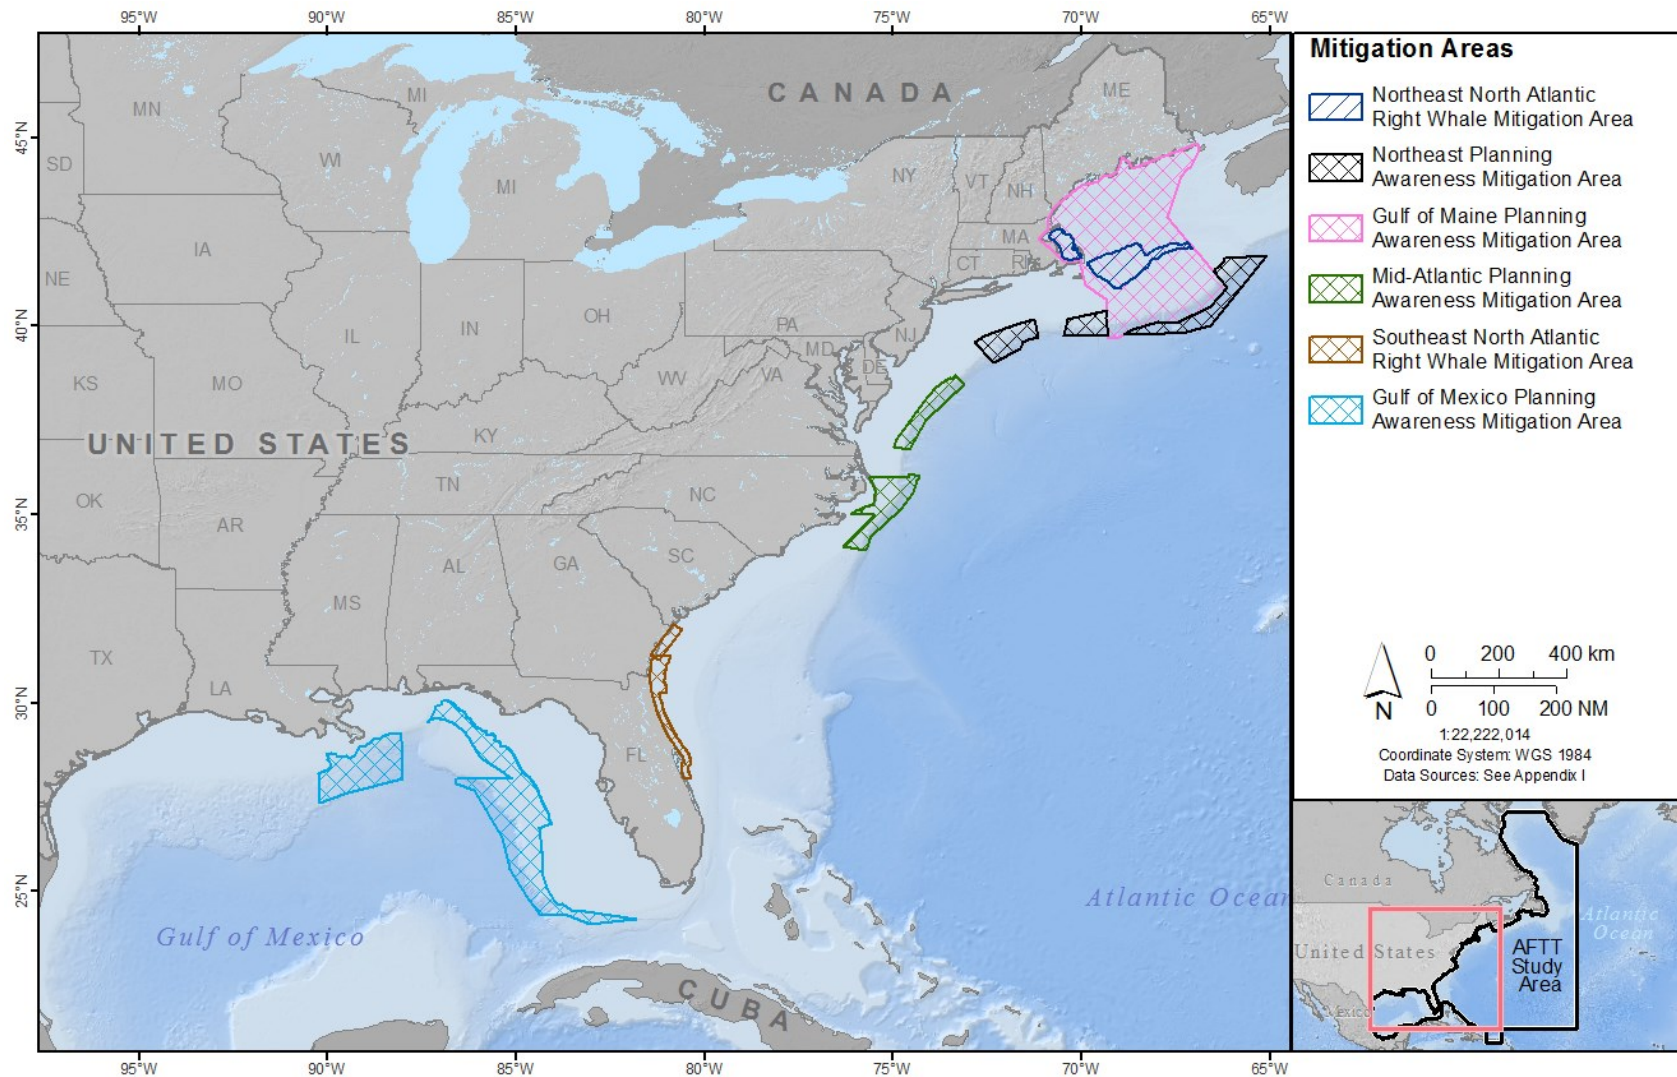 95°W 90°W 85°W 80°W 75°W 70°W 65°W
45°N
40°N
35°N
30°N
25°N
CANADA
ME
MN
MI
SD
WI
MI
NY
VT
NH
IA
MA
CT
RI
NE
IL
IN
OH
PA
NJ
MD
DE
KS
MO
WV
VA
UNITED STATES
KY
TN
NC
OK
AR
SC
AL
GA
MS
TX
LA
FL
Atlantic Ocean
Gulf of Mexico
CUBA
95°W 90°W 85°W 80°W 75°W 70°W 65°W
Mitigation Areas
Northeast North Atlantic
Right Whale Mitigation Area
Northeast Planning
Awareness Mitigation Area
Gulf of Maine Planning
Awareness Mitigation Area
Mid-Atlantic Planning
Awareness Mitigation Area
Southeast North Atlantic
Right Whale Mitigation Area
Gulf of Mexico Planning
Awareness Mitigation Area
0 200 400 km
0 100 200 NM
N
1:22,222,014
Coordinate System: WGS 1984
Data Sources: See Appendix I
Canada
Atlantic
Ocean
United States
AFTT
Study
Area
Mexico